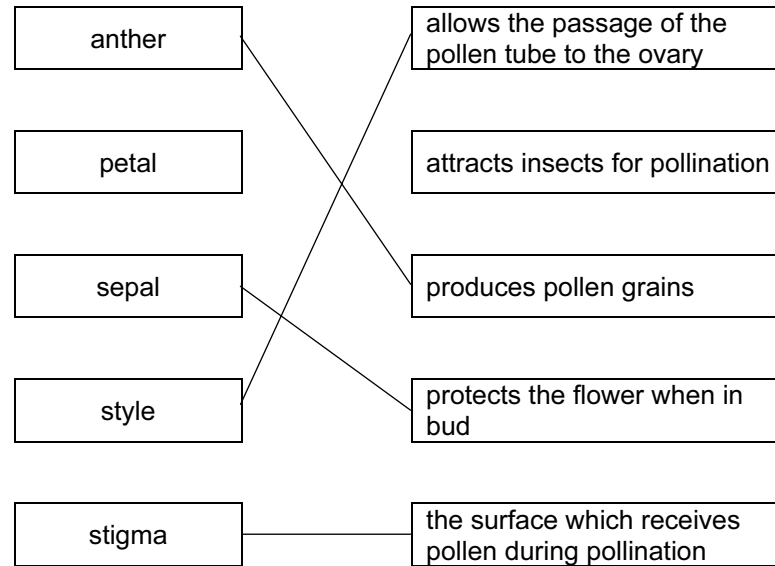 anther
allows the passage of the
pollen tube to the ovary
petal
attracts insects for pollination
sepal
produces pollen grains
style
protects the flower when in
bud
stigma
the surface which receives
pollen during pollination